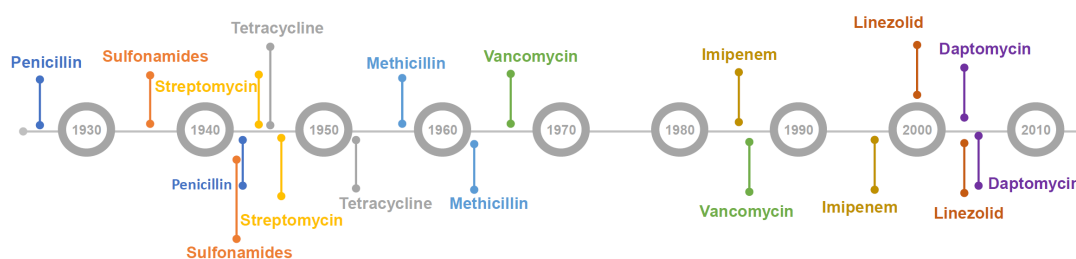 Penicillin
Sulfonamides
Streptomycin
Tetracycline
Methicillin
Vancomycin
Imipenem
Linezolid
Daptomycin
1930
1940
1950
1960
1970
1980
1990
2000
2010
Penicillin
Sulfonamides
Streptomycin
Tetracycline
Methicillin
Vancomycin
Imipenem
Linezolid
Daptomycin